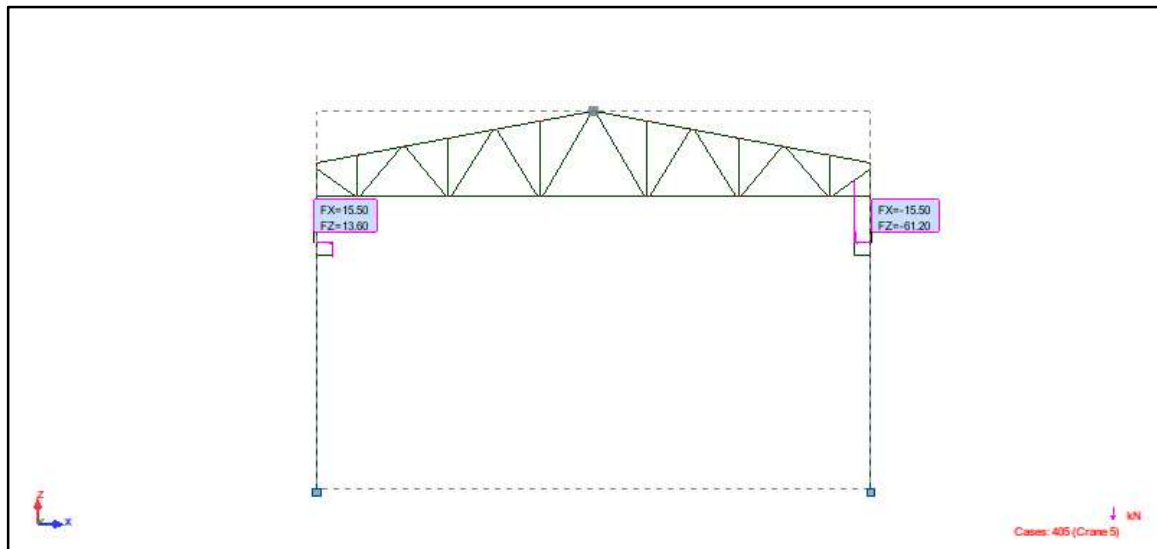 FX=15.50
FZ=13.60
FX=-15.50
FZ=-61.20
Z
X
kN
Cases: 405 (Crane 5)